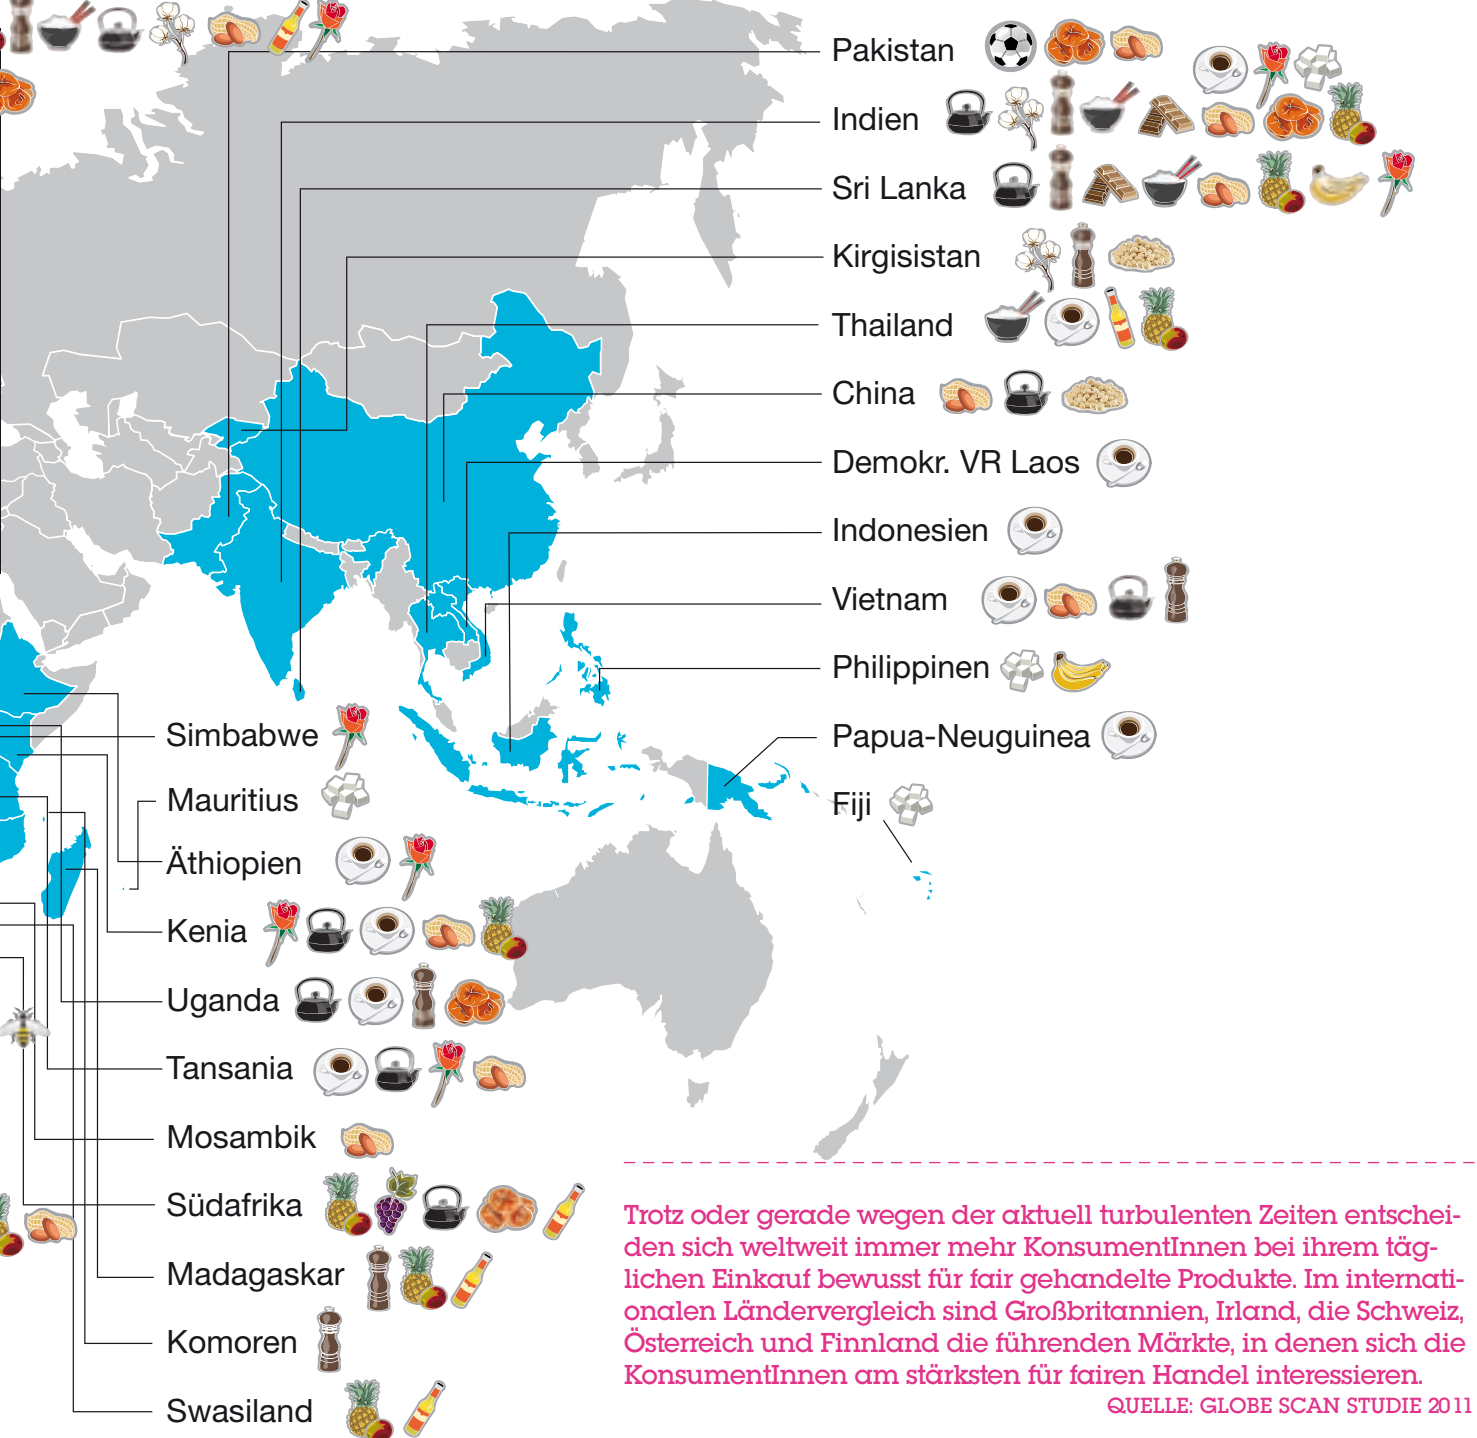 Pakistan
Indien
Sri Lanka
Kirgisistan
Thailand
China
Demokr. VR Laos
Indonesien
Vietnam
Philippinen
Papua-Neuguinea
Fiji
Simbabwe
Mauritius
Äthiopien
Kenia
Uganda
Tansania
Mosambik
Südafrika
Madagaskar
Komoren
Swasiland
Trotz oder gerade wegen der aktuell turbulenten Zeiten entschei-
den sich weltweit immer mehr KonsumentInnen bei ihrem täg-
lichen Einkauf bewusst für fair gehandelte Produkte. Im internati-
onalen Ländervergleich sind Großbritannien, Irland, die Schweiz,
Österreich und Finnland die führenden Märkte, in denen sich die
KonsumentInnen am stärksten für fairen Handel interessieren.
QUELLE: GLOBE SCAN STUDIE 2011